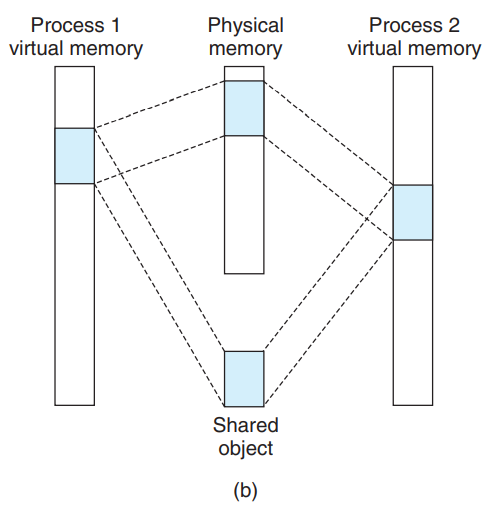 Process 1
virtual memory
Physical
memory
Process 2
virtual memory
Shared
object
(b)